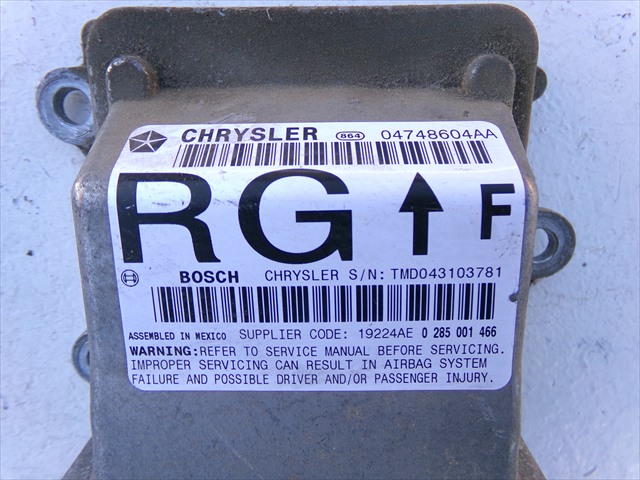 CHRYSLER 864 04748604AA
RG F
BOSCH CHRYSLER S/N: TMD043103781
ASSEMBLED IN MEXICO SUPPLIER CODE: 19224AE 0 285 001 466
WARNING:REFER TO SERVICE MANUAL BEFORE SERVICING.
IMPROPER SERVICING CAN RESULT IN AIRBAG SYSTEM
FAILURE AND POSSIBLE DRIVER AND/OR PASSENGER INJURY.